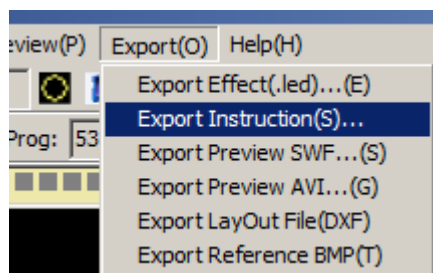 eview(P) Export(O) Help(H)
Export Effect(.led)...(E)
Export Instruction(S)...
Prog: 53
Export Preview SWF...(S)
Export Preview AVI...(G)
Export LayOut File(DXF)
Export Reference BMP(T)